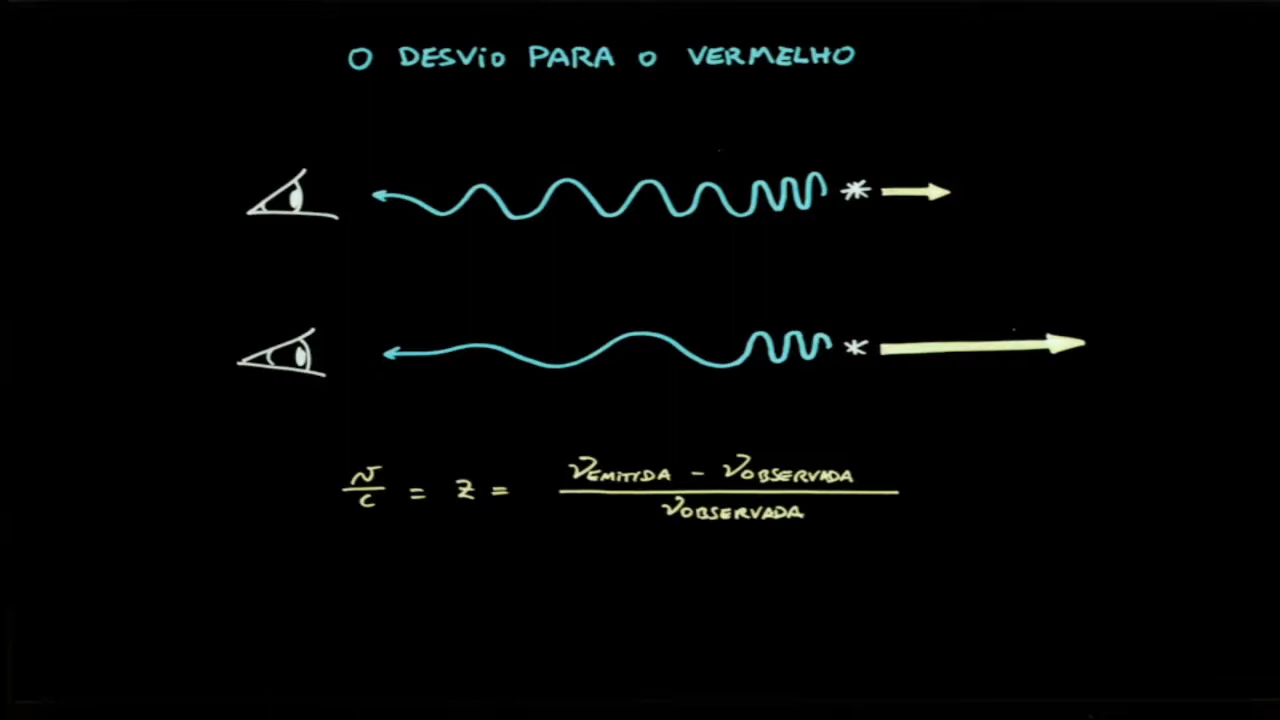 O DESVIO PARA O VERMELHO
v/c = z = (νEMITIDA - νOBSERVADA) / νOBSERVADA